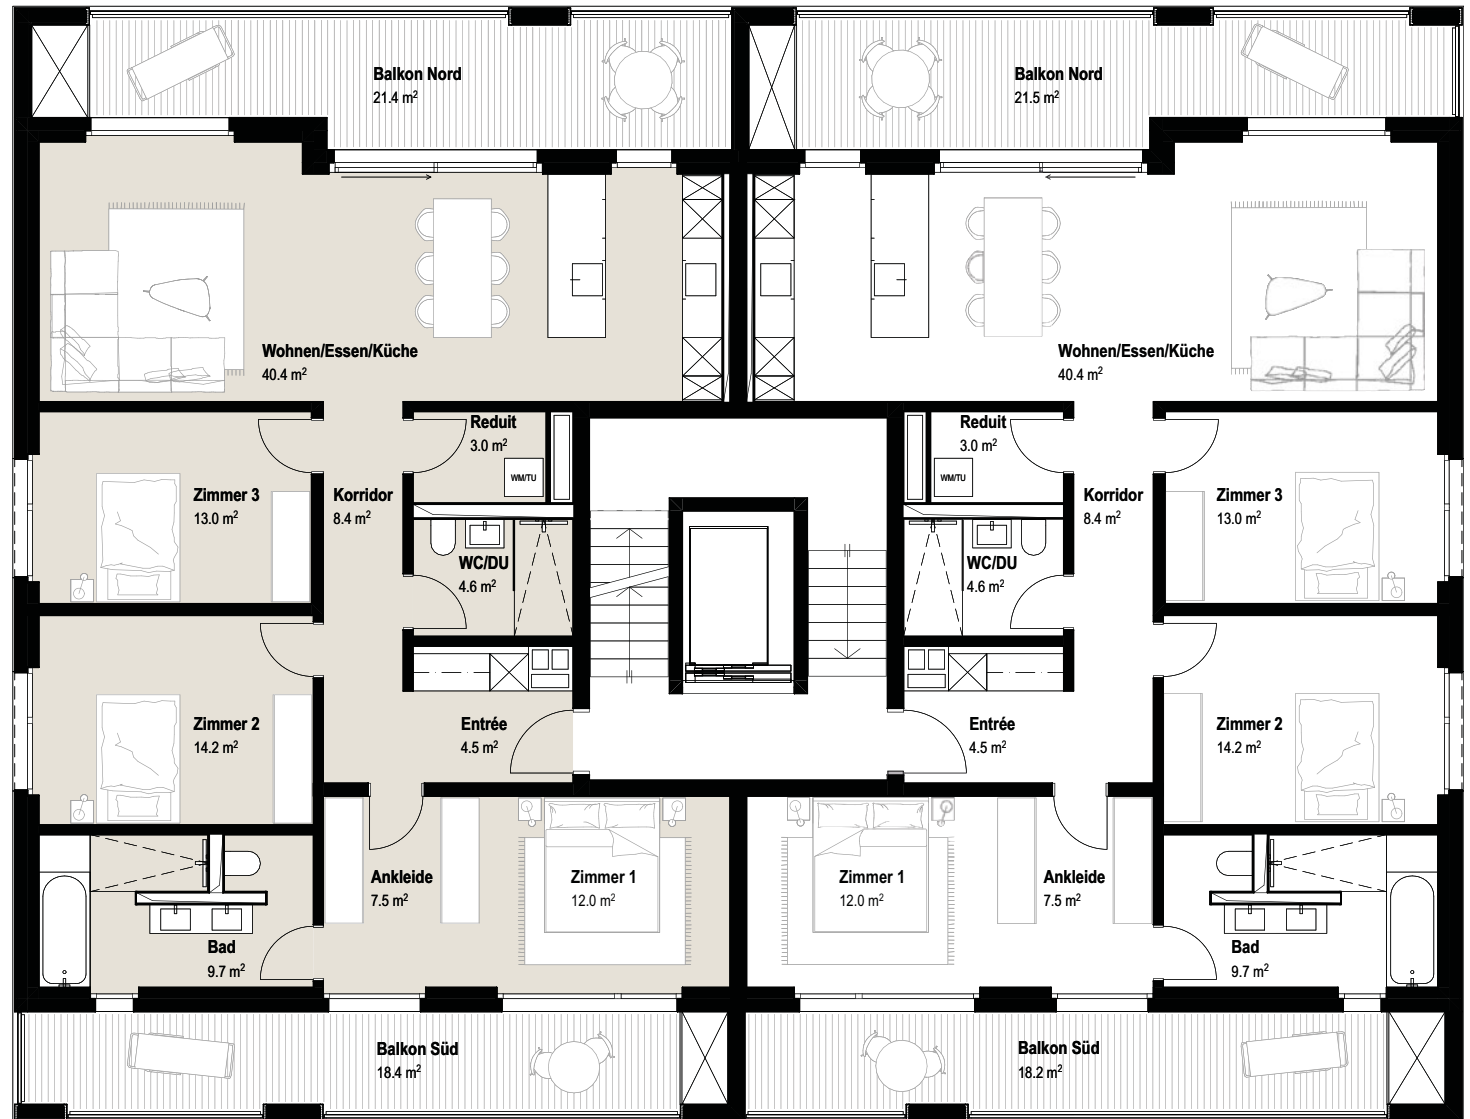 Balkon Nord
21.4 m²
Balkon Nord
21.5 m²
Wohnen/Essen/Küche
40.4 m²
Wohnen/Essen/Küche
40.4 m²
Reduit
3.0 m²
WM/TU
Reduit
3.0 m²
WM/TU
Zimmer 3
13.0 m²
Korridor
8.4 m²
Korridor
8.4 m²
Zimmer 3
13.0 m²
WC/DU
4.6 m²
WC/DU
4.6 m²
Zimmer 2
14.2 m²
Entrée
4.5 m²
Entrée
4.5 m²
Zimmer 2
14.2 m²
Ankleide
7.5 m²
Zimmer 1
12.0 m²
Zimmer 1
12.0 m²
Ankleide
7.5 m²
Bad
9.7 m²
Bad
9.7 m²
Balkon Süd
18.4 m²
Balkon Süd
18.2 m²